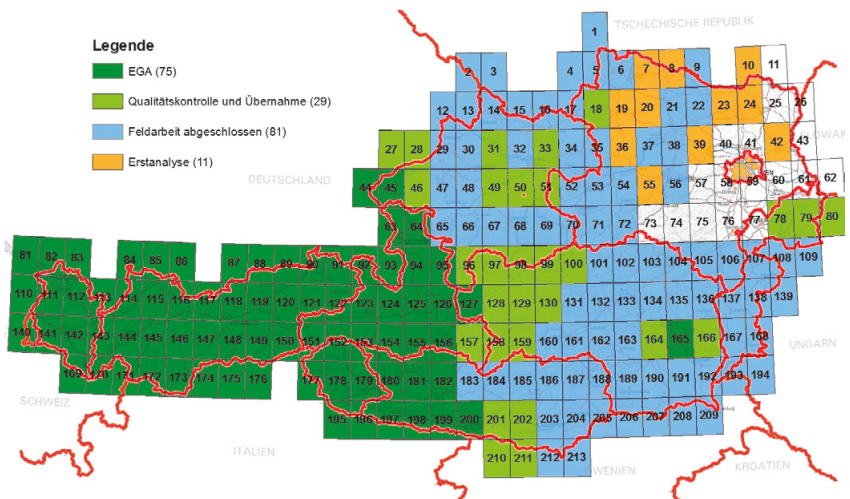 TSCHECHISCHE REPUBLIK
1
Legende
EGA (75)
Qualitätskontrolle und Übernahme (29)
Feldarbeit abgeschlossen (81)
Erstanalyse (11)
2 3 4 5 6 7 8 9 10 11
12 13 14 15 16 17 18 19 20 21 22 23 24 25 26
27 28 29 30 31 32 33 34 35 36 37 38 39 40 41 42 43
SLOWAK
DEUTSCHLAND
44 45 46 47 48 49 50 51 52 53 54 55 56 57 58 59 60 61 62
63 64 65 66 67 68 69 70 71 72 73 74 75 76 77 78 79 80
81 82 83 84 85 86 87 88 89 90 91 92 93 94 95 96 97 98 99 100 101 102 103 104 105 106 107 108 109
110 111 112 113 114 115 116 117 118 119 120 121 122 123 124 125 126 127 128 129 130 131 132 133 134 135 136 137 138 139
140 141 142 143 144 145 146 147 148 149 150 151 152 153 154 155 156 157 158 159 160 161 162 163 164 165 166 167 168
UNGARN
169 170 171 172 173 174 175 176 177 178 179 180 181 182 183 184 185 186 187 188 189 190 191 192 193 194
SCHWEIZ
195 196 197 198 199 200 201 202 203 204 205 206 207 208 209
ITALIEN
210 211 212 213
WENIEN
KROATIEN